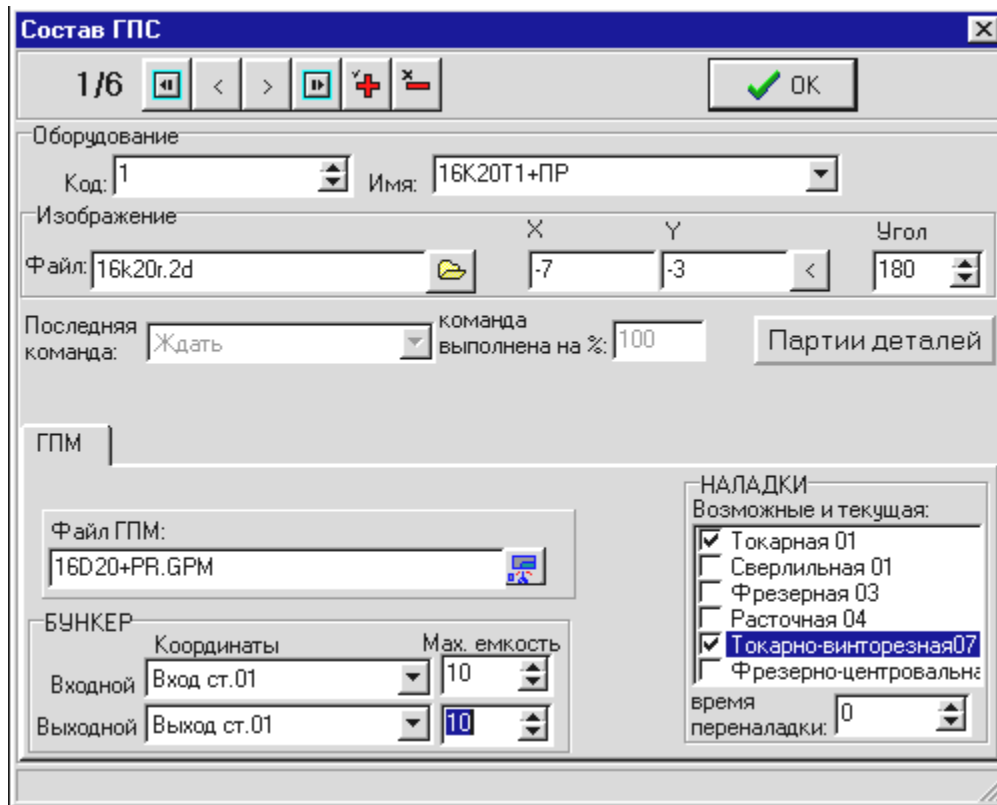 Состав ГПС
1/6 < > OK
Оборудование
Код: 1 Имя: 16К20Т1+ПР
Изображение
X Y Угол
Файл: 16k20r.2d -7 -3 < 180
Последняя команда: Ждать команда выполнена на %: 100 Партии деталей
ГПМ
НАЛАДКИ
Возможные и текущая:
Токарная 01
Сверлильная 01
Фрезерная 03
Расточная 04
Токарно-винторезная07
Фрезерно-центровальна
время
переналадки: 0
Файл ГПМ:
16D20+PR.GPM
БУНКЕР
Координаты Мах. емкость
Входной Вход ст.01 10
Выходной Выход ст.01 10